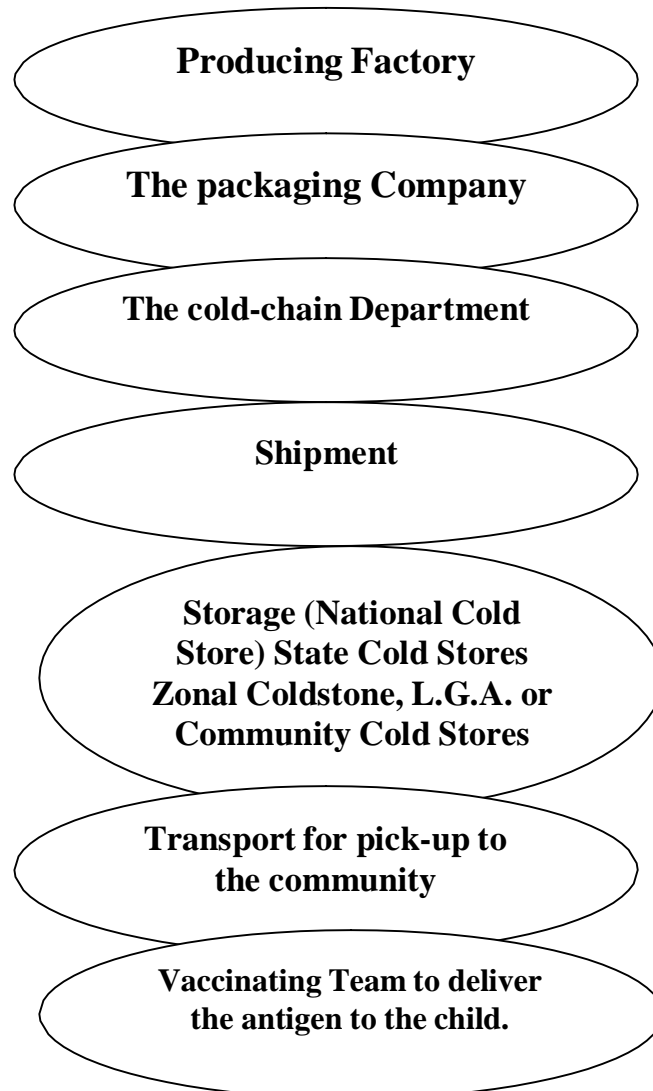 Producing Factory
The packaging Company
The cold-chain Department
Shipment
Storage (National Cold
Store) State Cold Stores
Zonal Coldstone, L.G.A. or
Community Cold Stores
Transport for pick-up to
the community
Vaccinating Team to deliver
the antigen to the child.